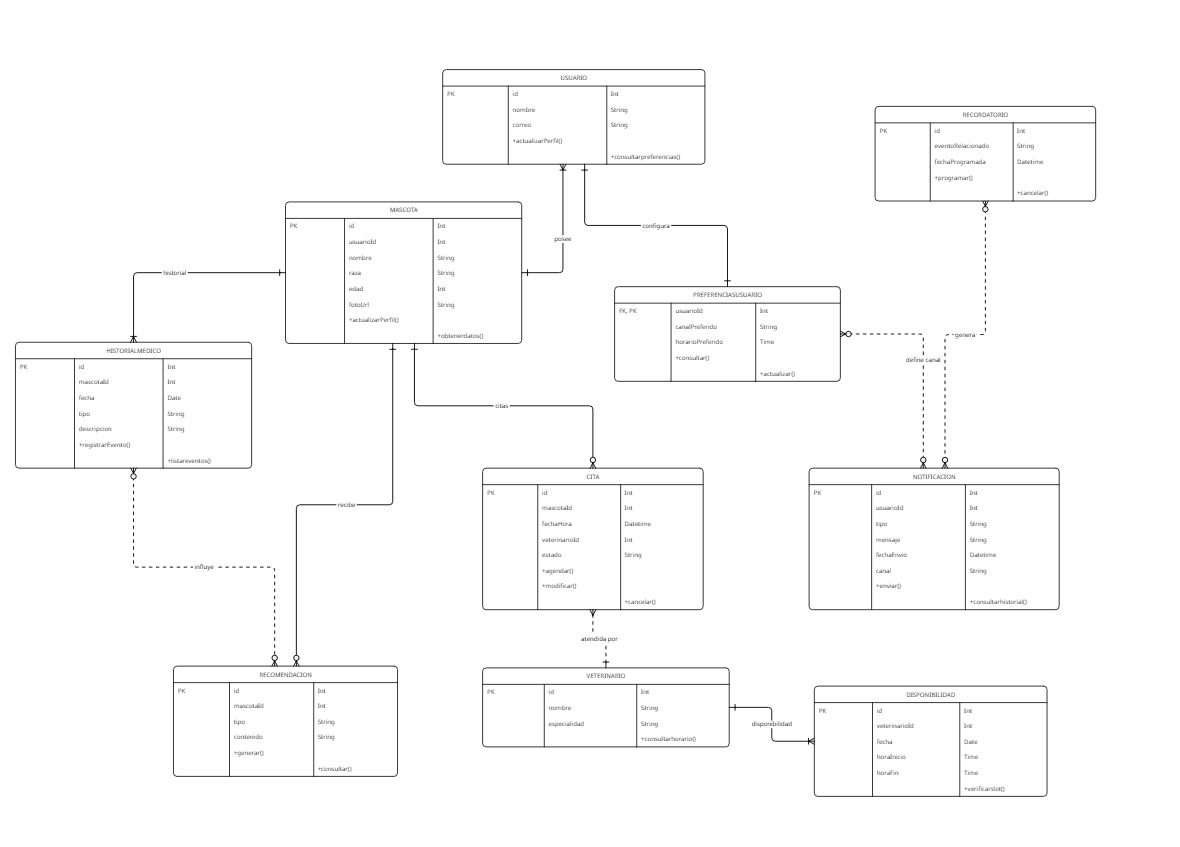 USUARIO
PK id Int
nombre String
correo String
+actualizarPerfil()
+consultarpreferencias()
RECORDATORIO
PK id Int
eventoRelacionado String
fechaProgramada Datetime
+programar()
+cancelar()
MASCOTA
PK id Int
usuarioId Int
nombre String
raza String
edad Int
fotoUrl String
+actualizarPerfil()
+obtenerdatos()
posee
configura
historial
PREFERENCIASUSUARIO
FK, PK usuarioId Int
canalPreferido String
horarioPreferido Time
+consultar()
+actualizar()
genera
define canal
HISTORIALMEDICO
PK id Int
mascotaId Int
fecha Date
tipo String
descripcion String
+registrarEvento()
+listareventos()
citas
recibe
influye
CITA
PK id Int
mascotaId Int
fechaHora Datetime
veterinarioId Int
estado String
+agendar()
+modificar()
+cancelar()
NOTIFICACION
PK id Int
usuarioId Int
tipo String
mensaje String
fechaEnvio Datetime
canal String
+enviar()
+consultarhistorial()
atendida por
RECOMENDACION
PK id Int
mascotaId Int
tipo String
contenido String
+generar()
+consultar()
VETERINARIO
PK id Int
nombre String
especialidad String
+consultarhorario()
disponibilidad
DISPONIBILIDAD
PK id Int
veterinarioId Int
fecha Date
horaInicio Time
horaFin Time
+verificarslot()